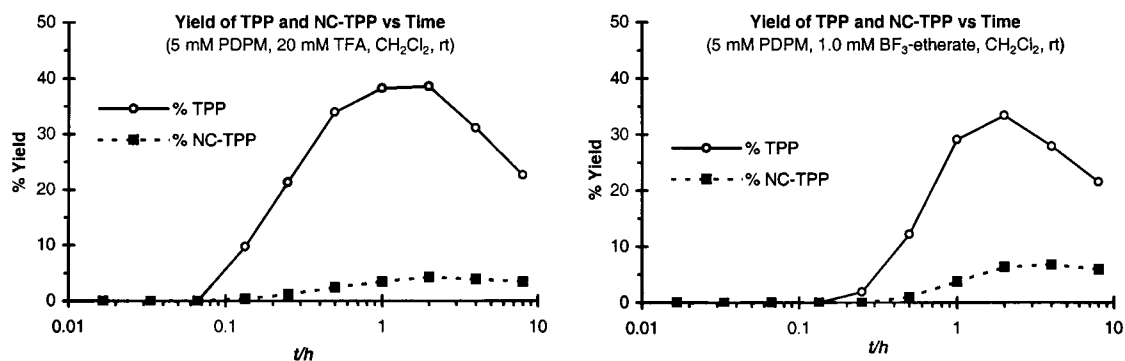 Yield of TPP and NC-TPP vs Time
(5 mM PDPM, 20 mM TFA, CH₂Cl₂, rt)
50
40
30
20
10
0
% Yield
% TPP
% NC-TPP
0.01
0.1
1
10
t/h
Yield of TPP and NC-TPP vs Time
(5 mM PDPM, 1.0 mM BF₃-etherate, CH₂Cl₂, rt)
50
40
30
20
10
0
% Yield
% TPP
% NC-TPP
0.01
0.1
1
10
t/h